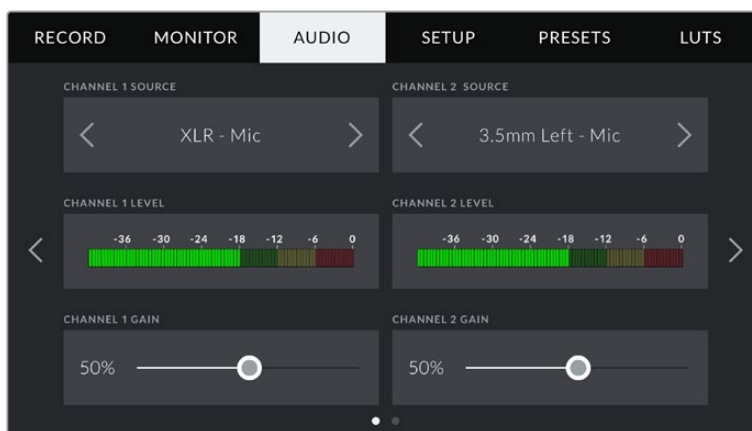 RECORD MONITOR AUDIO SETUP PRESETS LUTS
CHANNEL 1 SOURCE CHANNEL 2 SOURCE
XLR - Mic 3.5mm Left - Mic
CHANNEL 1 LEVEL CHANNEL 2 LEVEL
-36 -30 -24 -18 -12 -6 0 -36 -30 -24 -18 -12 -6 0
CHANNEL 1 GAIN CHANNEL 2 GAIN
50% 50%